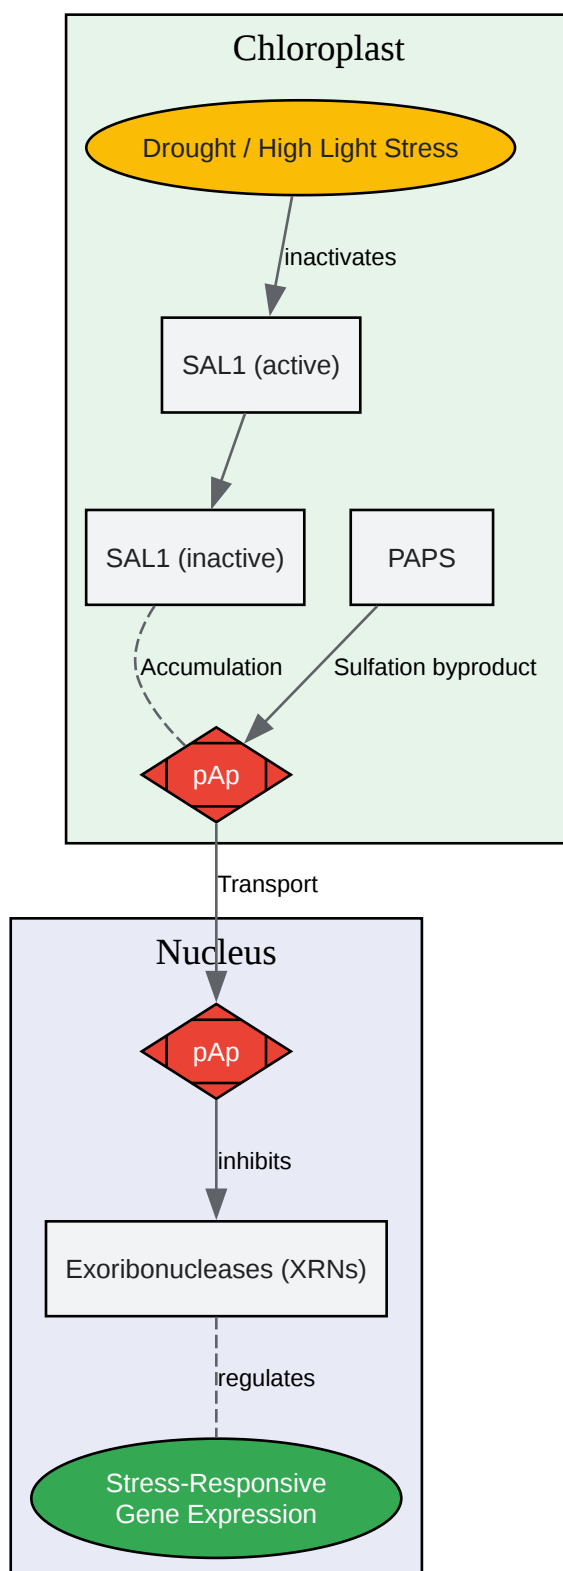 Chloroplast
Drought / High Light Stress
inactivates
SAL1 (active)
SAL1 (inactive)
PAPS
Accumulation
Sulfation byproduct
pAp
Transport
Nucleus
pAp
inhibits
Exoribonucleases (XRNs)
regulates
Stress-Responsive
Gene Expression